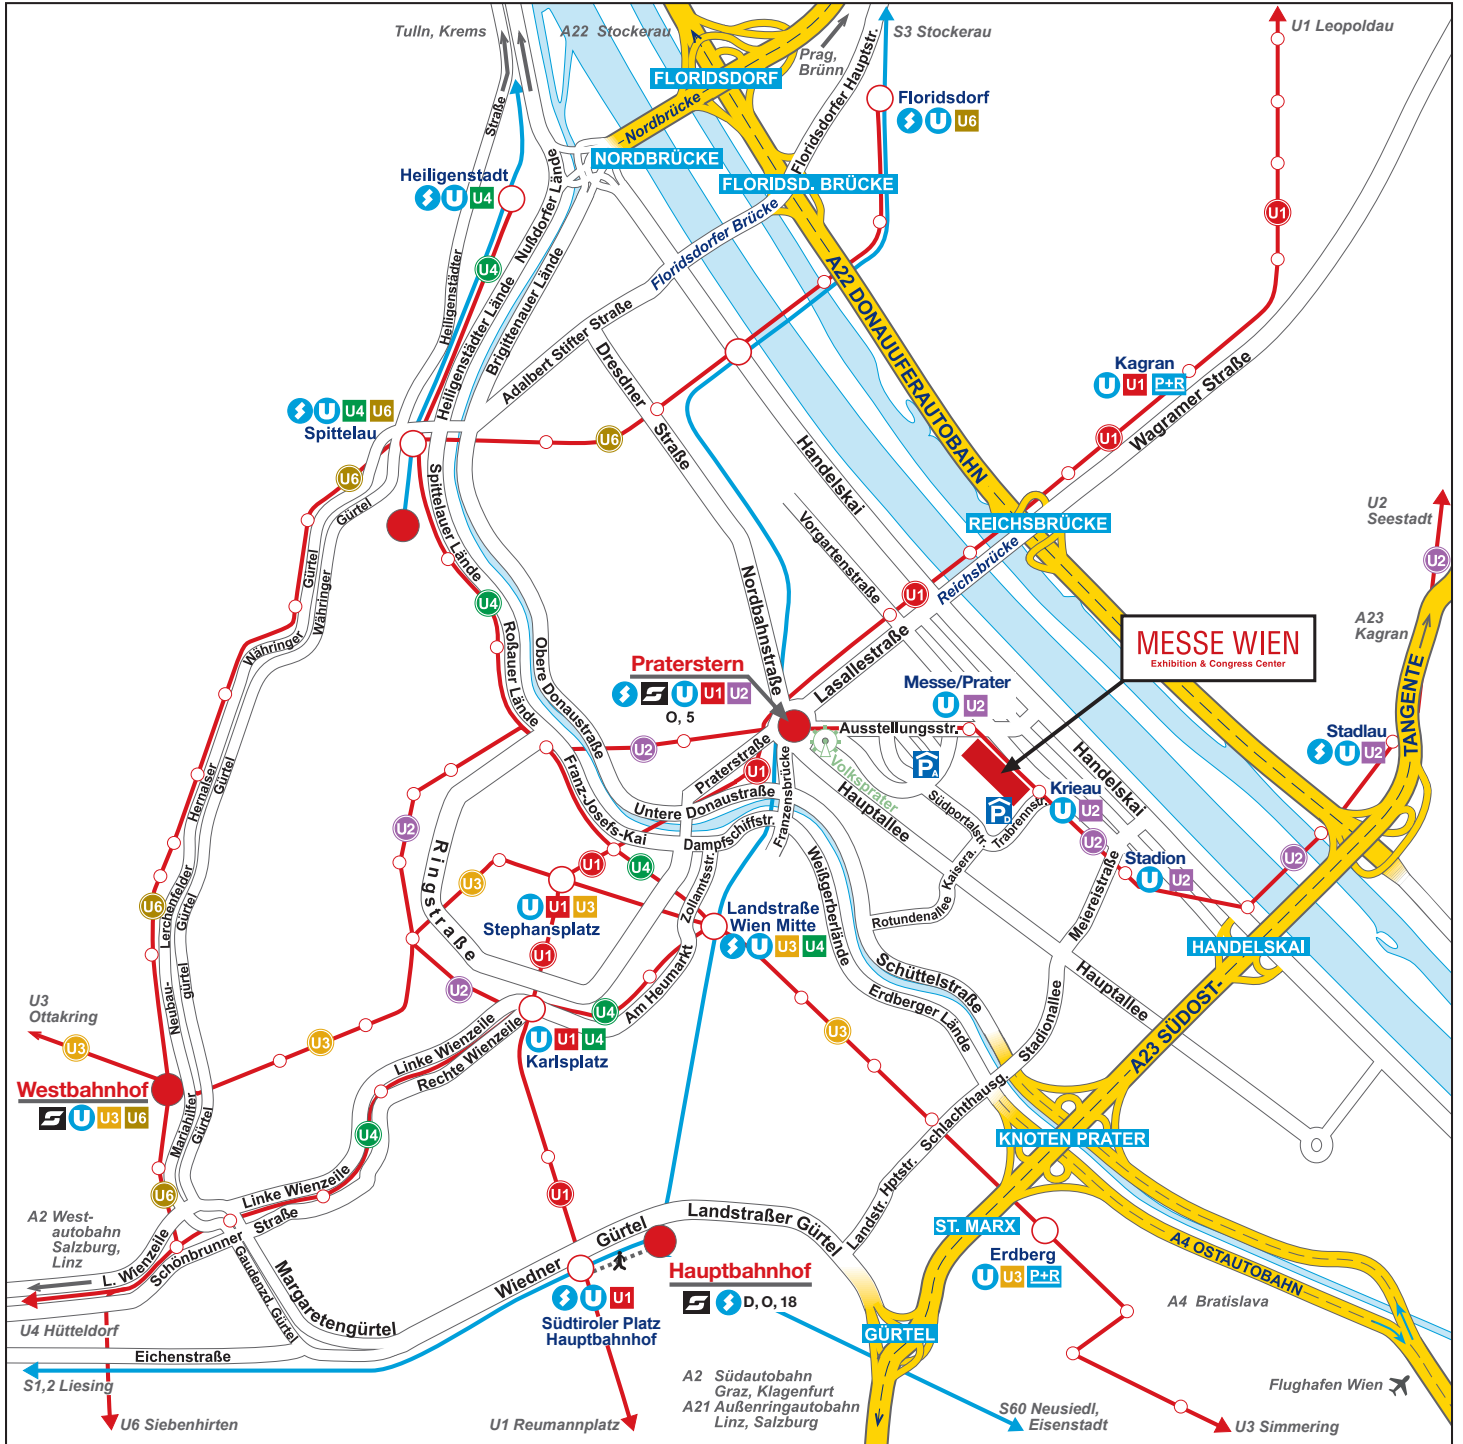 Tulln, Krems
A22 Stockerau
Prag,
Brünn
S3 Stockerau
U1 Leopoldau
FLORIDSDORF
Nordbrücke
Floridsdorfer Hauptstr.
Floridsdorf
U U6
Straße
NORDBRÜCKE
FLORIDSD. BRÜCKE
Heiligenstadt
U U4
Nußdorfer Lände
Floridsdorfer Brücke
U1
Heiligenstädter
U4
Heiligenstädter Lände
Brigittenauer Lände
A22 DONAUUFERAUTOBAHN
Adalbert Stifter Straße
Dresdner
Straße
Kagran
U U1 P+R
Wagramer Straße
U U4 U6
Spittelau
U6
U1
Handelskai
U6
Gürtel
Spittelauer Lände
Vorgartenstraße
REICHSBRÜCKE
Reichsbrücke
U2
Seestadt
U2
Gürtel
Währinger
Währinger
Nordbahnstraße
U4
U1
A23
Kagran
Roßauer Lände
Obere Donaustraße
Lasallestraße
MESSE WIEN
Exhibition & Congress Center
Praterstern
U U1 U2
O, 5
Messe/Prater
U U2
TANGENTE
Stadlau
U U2
Ausstellungsstr.
U2
Praterstraße
U1
Volksprater
P A
Handelskai
Hernalser
Gürtel
Franz-Josefs-Kai
Untere Donaustraße
Franzensbrücke
Hauptallee
Südportalstr.
P D
Trabrennstr.
Krieau
U U2
U2
Ringstraße
Dampfschiffstr.
U2
U2
Stadion
U U2
U1
U4
U3
Zollamtsstr.
Weißgerberlände
Kaisera.
Meiereistraße
Lerchenfelder
Gürtel
U6
U U1 U3
Stephansplatz
Landstraße
Wien Mitte
U U3 U4
Rotundenallee
HANDELSKAI
U1
Am Heumarkt
Schüttelstraße
Hauptallee
Neubau-
gürtel
U2
Erdberger Lände
Stadionallee
A23 SÜDOST-
U3
Ottakring
U3
U3
Linke Wienzeile
Rechte Wienzeile
U4
U3
U U1 U4
Karlsplatz
Westbahnhof
U U3 U6
Mariahilfer
Gürtel
U4
Schlachthausg.
KNOTEN PRATER
Linke Wienzeile
U6
U1
Landstr. Hptstr.
A2 West-
autobahn
Salzburg,
Linz
Straße
Schönbrunner
L. Wienzeile
Gaudenzd. Gürtel
Margaretengürtel
Wiedner
Gürtel
Landstraßer Gürtel
ST. MARX
Erdberg
U U3 P+R
A4 OSTAUTOBAHN
A4 Bratislava
Hauptbahnhof
D, O, 18
U U1
Südtiroler Platz
Hauptbahnhof
GÜRTEL
U4 Hütteldorf
Eichenstraße
S1,2 Liesing
U6 Siebenhirten
U1 Reumannplatz
A2 Südautobahn
Graz, Klagenfurt
A21 Außenringautobahn
Linz, Salzburg
S60 Neusiedl,
Eisenstadt
Flughafen Wien
U3 Simmering